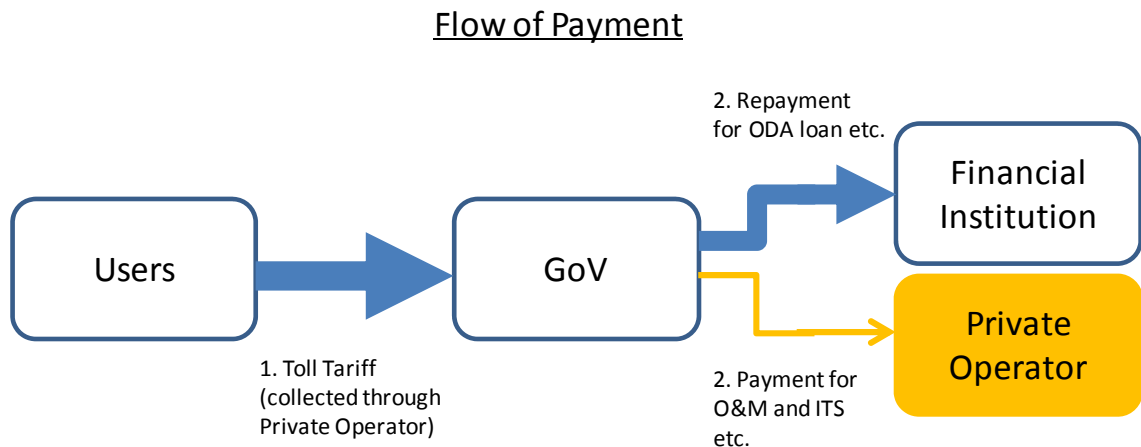 Flow of Payment
2. Repayment
for ODA loan etc.
Financial
Institution
Users
GoV
Private
Operator
1. Toll Tariff
(collected through
Private Operator)
2. Payment for
O&M and ITS
etc.